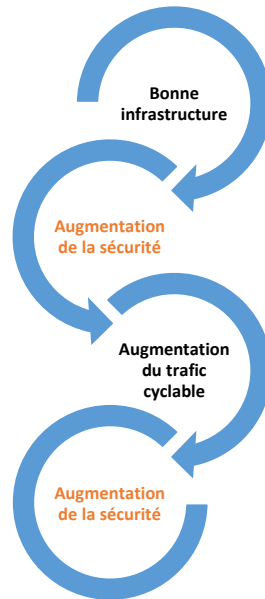 Bonne
infrastructure
Augmentation
de la sécurité
Augmentation
du trafic
cyclable
Augmentation
de la sécurité